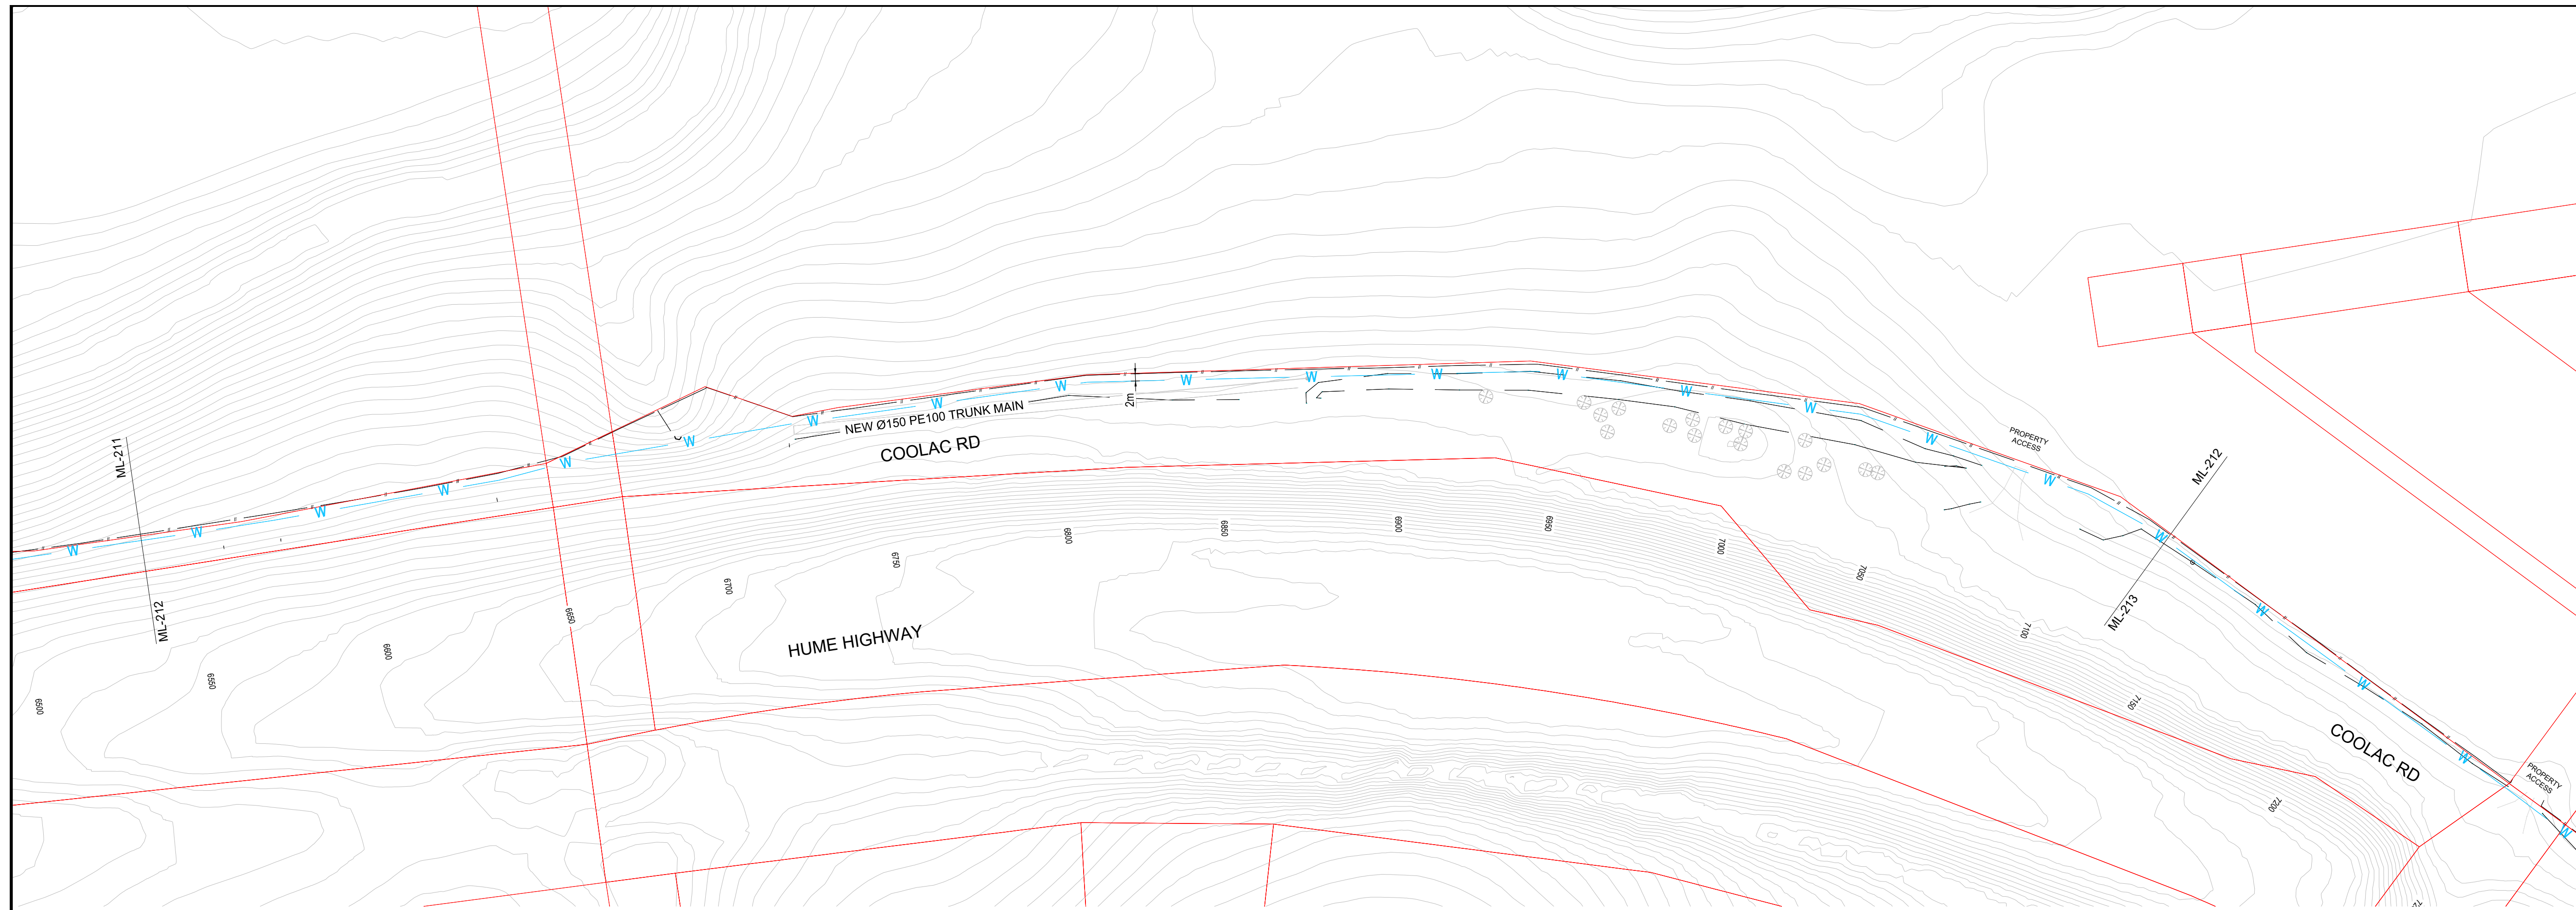 ML-211
ML-212
NEW Ø150 PE100 TRUNK MAIN
COOLAC RD
2m
W W W W W W W W W W W W W W W W W W W W W W
PROPERTY
ACCESS
ML-212
ML-213
6500
6550
6600
6650
6700
6750
6800
6850
6900
6950
7000
7050
7100
7150
7200
HUME HIGHWAY
COOLAC RD
PROPERTY
ACCESS